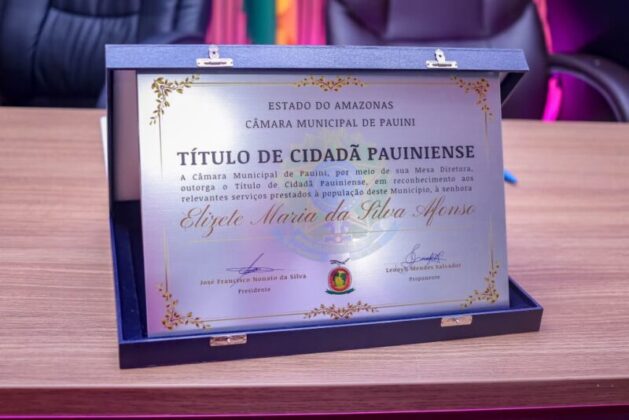 ESTADO DO AMAZONAS
CÂMARA MUNICIPAL DE PAUINI
TÍTULO DE CIDADÃ PAUINIENSE
A Câmara Municipal de Pauini, por meio de sua Mesa Diretora,
outorga o Título de Cidadã Pauiniense, em reconhecimento aos
relevantes serviços prestados à população deste Município, à senhora
Elizete Maria da Silva Afonso
José Francisco Nonato da Silva
Presidente
Mendes Salvador
Proponente